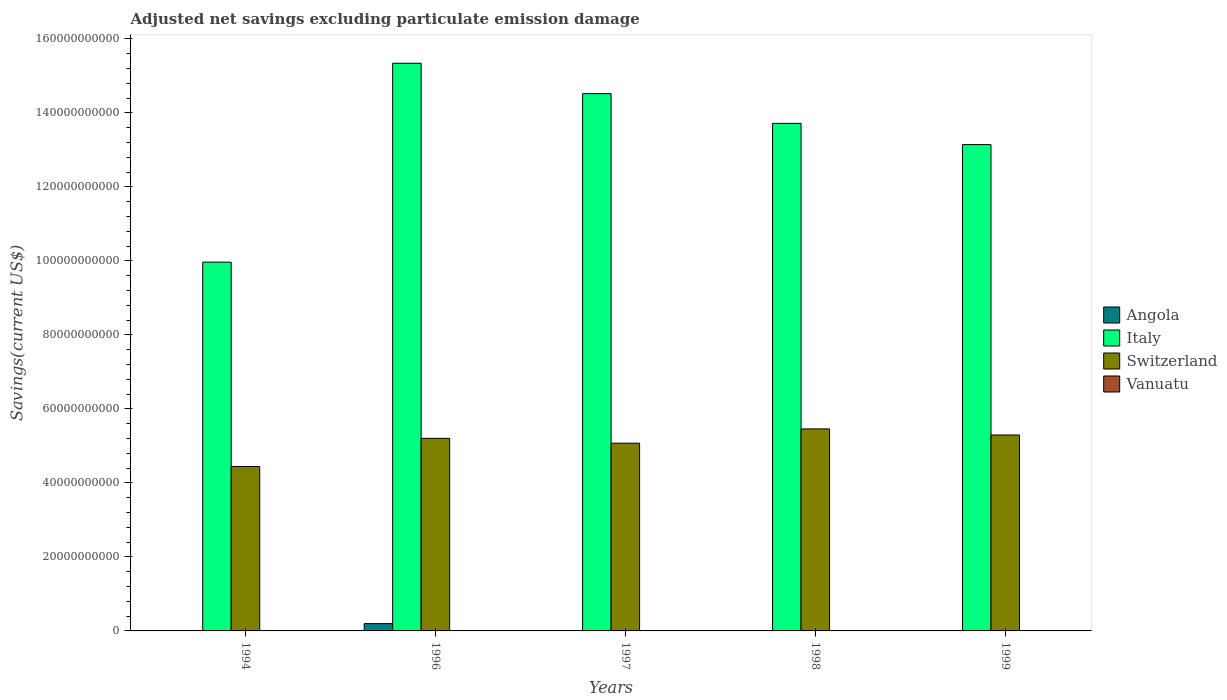 Adjusted net savings excluding particulate emission damage
Savings(current US$)
160000000000
140000000000
120000000000
100000000000
80000000000
60000000000
40000000000
20000000000
0
1994
1996
1997
1998
1999
Years
Angola
Italy
Switzerland
Vanuatu